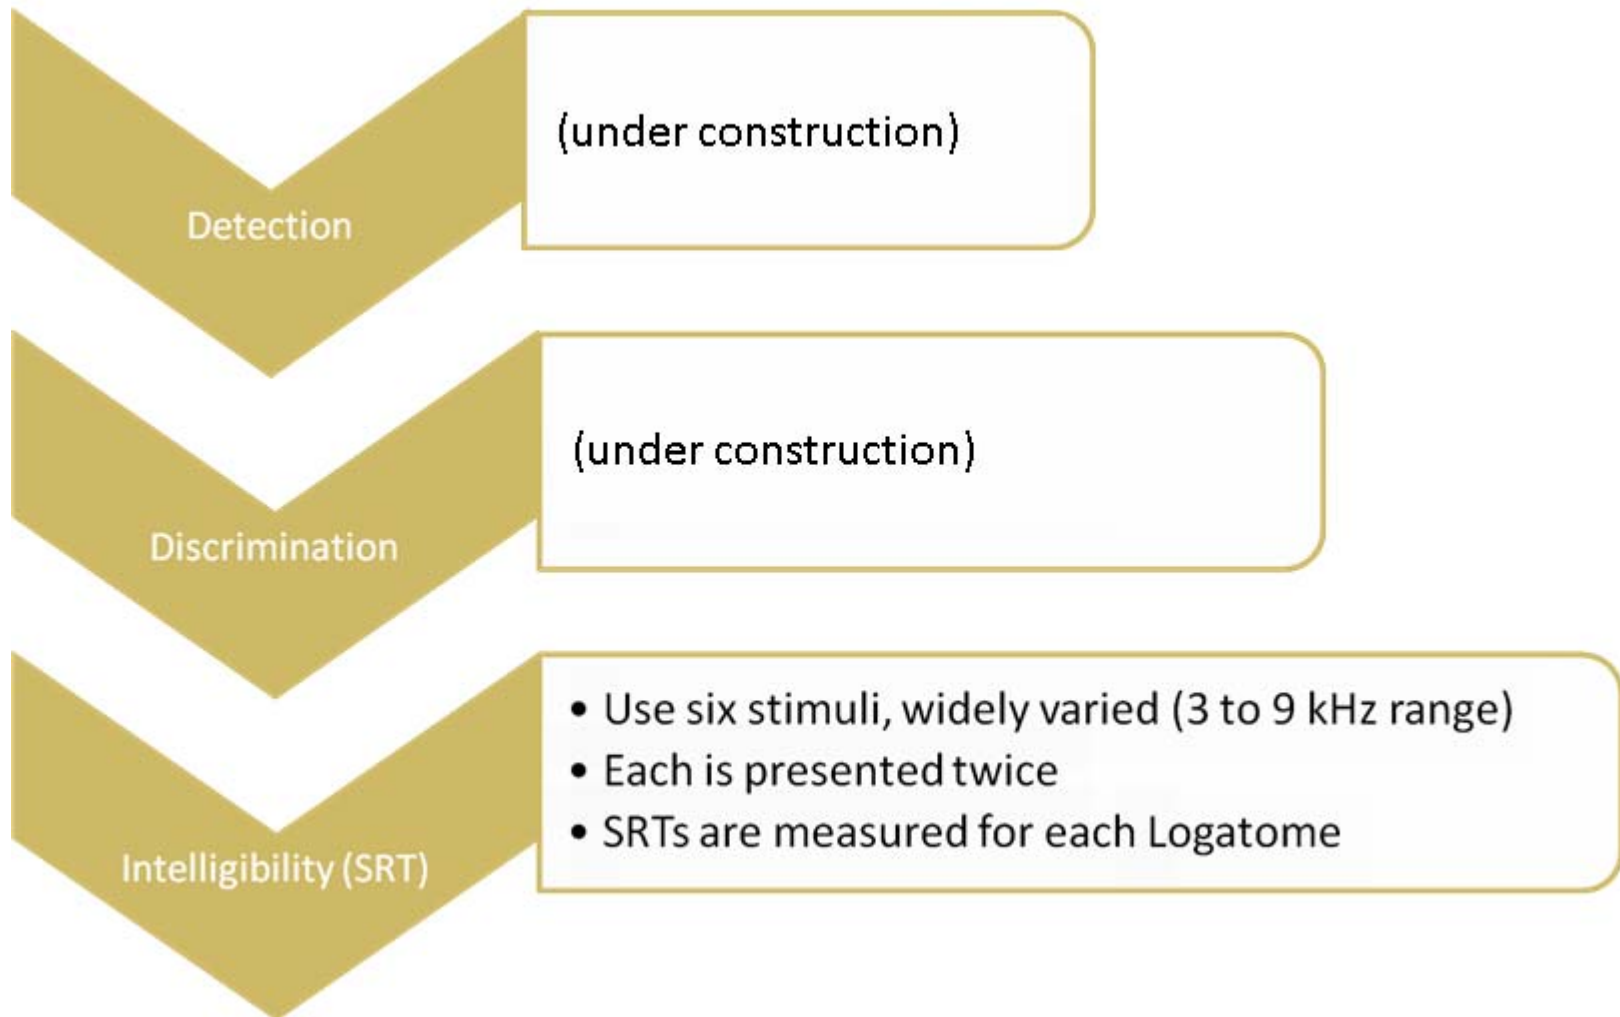 Detection
(under construction)
Discrimination
(under construction)
Intelligibility (SRT)
• Use six stimuli, widely varied (3 to 9 kHz range)
• Each is presented twice
• SRTs are measured for each Logatome